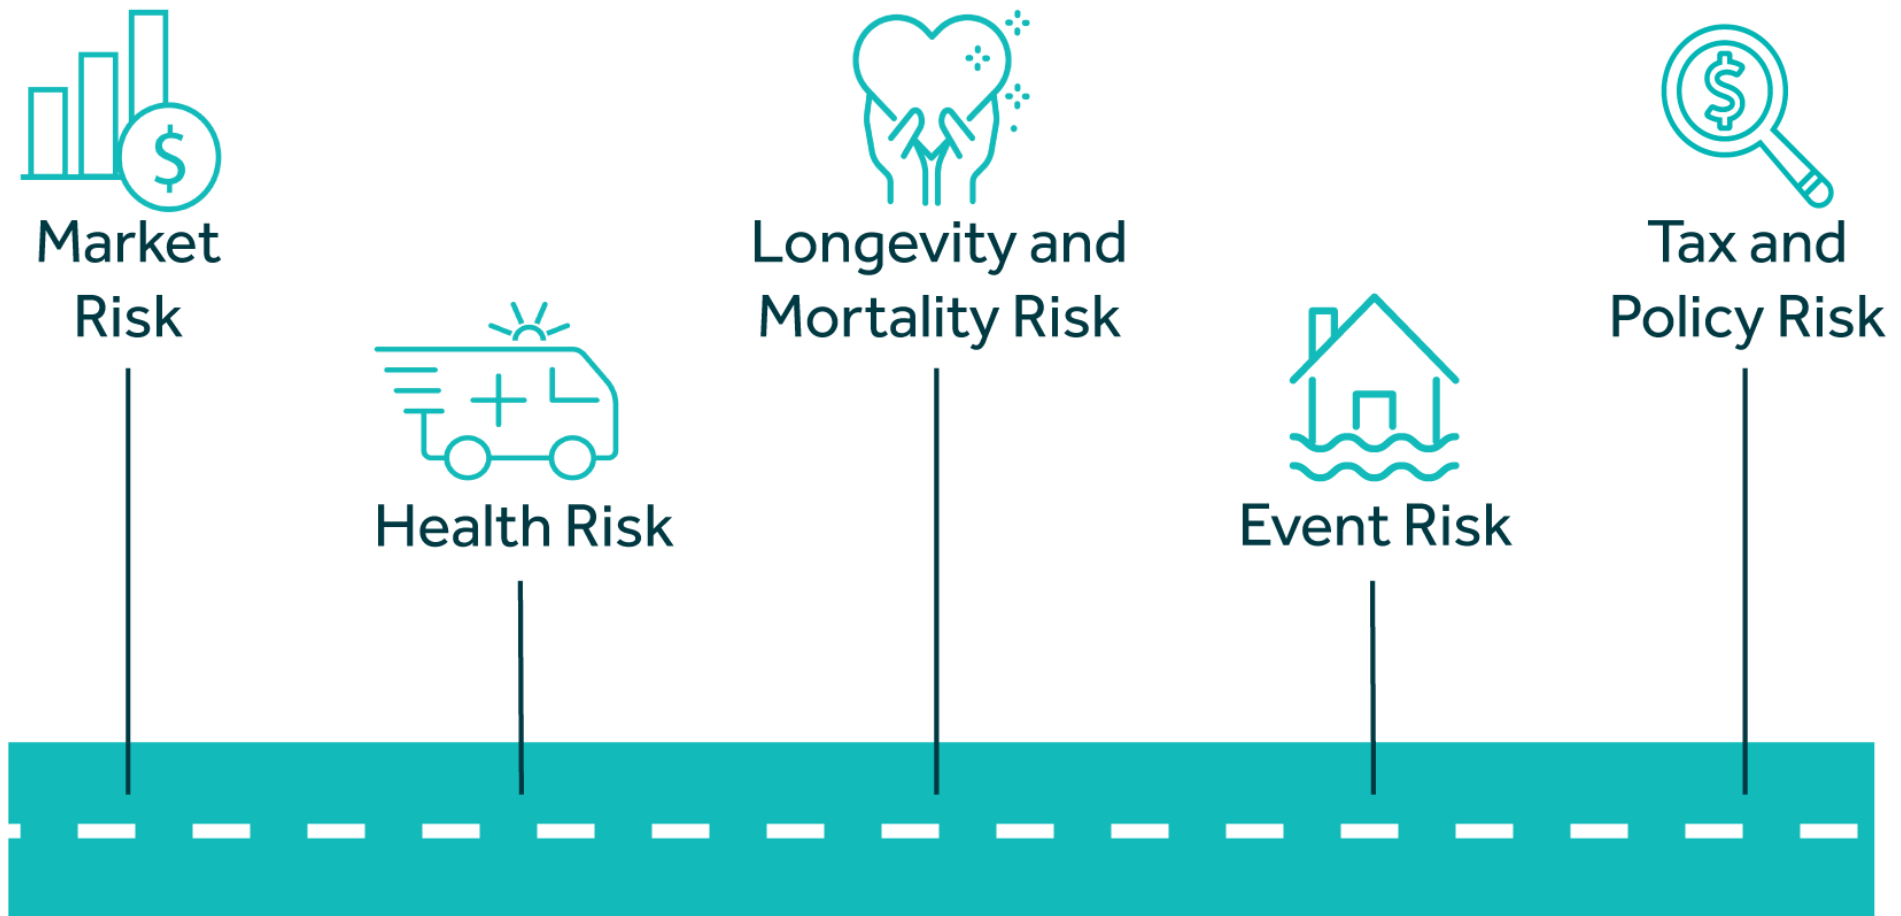 $
Market
Risk
Health Risk
Longevity and
Mortality Risk
Event Risk
$
Tax and
Policy Risk